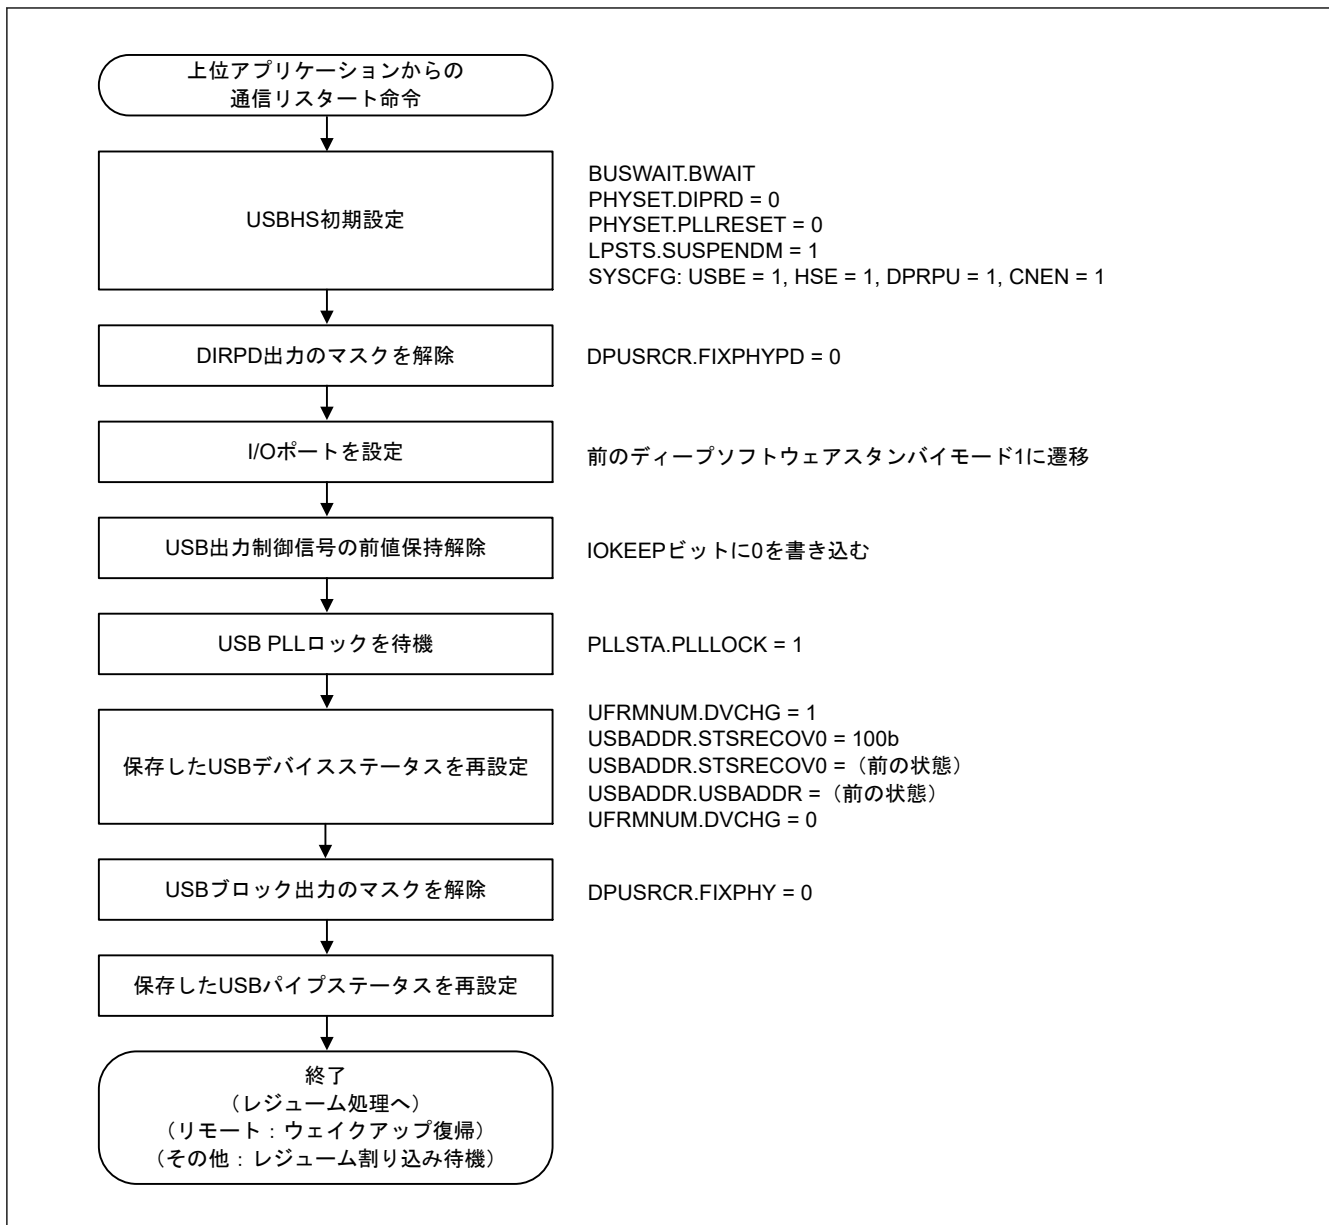 上位アプリケーションからの
通信リスタート命令
USBHS初期設定
BUSWAIT.BWAIT
PHYSET.DIPRD = 0
PHYSET.PLLRESET = 0
LPSTS.SUSPENDM = 1
SYSCFG: USBE = 1, HSE = 1, DPRPU = 1, CNEN = 1
DIRPD出力のマスクを解除
DPUSRCR.FIXPHYPD = 0
I/Oポートを設定
前のディープソフトウェアスタンバイモード1に遷移
USB出力制御信号の前値保持解除
IOKEEPビットに0を書き込む
USB PLLロックを待機
PLLSTA.PLLLOCK = 1
保存したUSBデバイスステータスを再設定
UFRMNUM.DVCHG = 1
USBADDR.STSRECOV0 = 100b
USBADDR.STSRECOV0 =（前の状態）
USBADDR.USBADDR =（前の状態）
UFRMNUM.DVCHG = 0
USBブロック出力のマスクを解除
DPUSRCR.FIXPHY = 0
保存したUSBパイプステータスを再設定
終了
（レジューム処理へ）
（リモート：ウェイクアップ復帰）
（その他：レジューム割り込み待機）